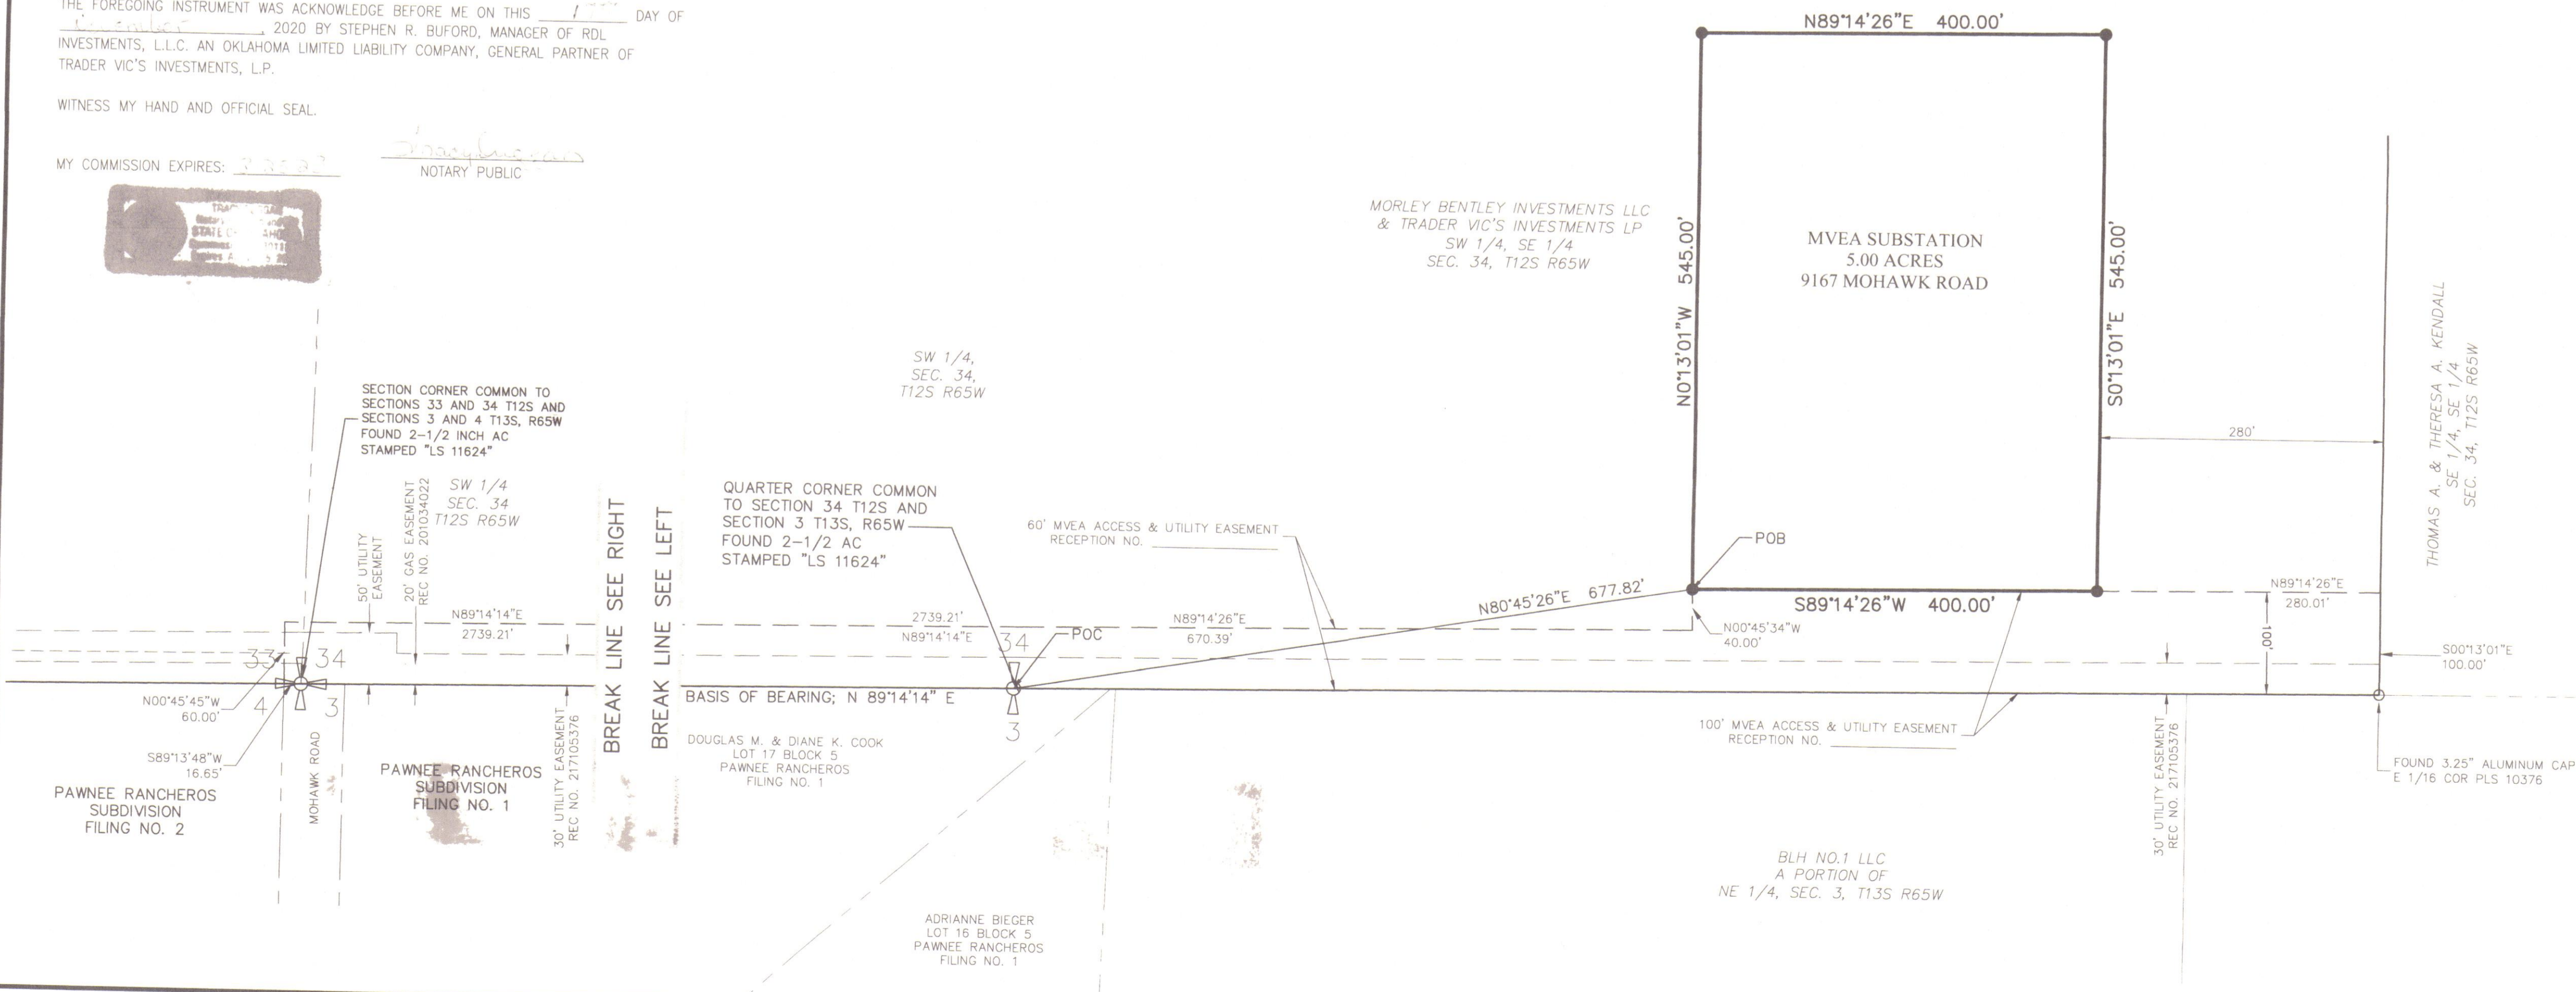 THE FOREGOING INSTRUMENT WAS ACKNOWLEDGE BEFORE ME ON THIS 1 DAY OF
, 2020 BY STEPHEN R. BUFORD, MANAGER OF RDL
INVESTMENTS, L.L.C. AN OKLAHOMA LIMITED LIABILITY COMPANY, GENERAL PARTNER OF
TRADER VIC'S INVESTMENTS, L.P.
WITNESS MY HAND AND OFFICIAL SEAL.
MY COMMISSION EXPIRES:
NOTARY PUBLIC
STATE OF
N89°14'26"E 400.00'
MORLEY BENTLEY INVESTMENTS LLC
& TRADER VIC'S INVESTMENTS LP
SW 1/4, SE 1/4
SEC. 34, T12S R65W
N0°13'01"W 545.00'
MVEA SUBSTATION
5.00 ACRES
9167 MOHAWK ROAD
S0°13'01"E 545.00'
280'
THOMAS A. & THERESA A. KENDALL
SE 1/4, SE 1/4
SEC. 34, T12S R65W
SW 1/4,
SEC. 34,
T12S R65W
SECTION CORNER COMMON TO
SECTIONS 33 AND 34 T12S AND
SECTIONS 3 AND 4 T13S, R65W
FOUND 2-1/2 INCH AC
STAMPED "LS 11624"
SW 1/4
SEC. 34
T12S R65W
50' UTILITY
EASEMENT
20' GAS EASEMENT
REC NO. 201034022
BREAK LINE SEE RIGHT
BREAK LINE SEE LEFT
QUARTER CORNER COMMON
TO SECTION 34 T12S AND
SECTION 3 T13S, R65W
FOUND 2-1/2 AC
STAMPED "LS 11624"
60' MVEA ACCESS & UTILITY EASEMENT
RECEPTION NO.
POB
N80°45'26"E 677.82'
S89°14'26"W 400.00'
N89°14'26"E
280.01'
N89°14'14"E
2739.21'
2739.21'
N89°14'14"E
N89°14'26"E
670.39'
POC
N00°45'34"W
40.00'
100'
S00°13'01"E
100.00'
33
34
4
3
34
3
N00°45'45"W
60.00'
S89°13'48"W
16.65'
BASIS OF BEARING; N 89°14'14" E
MOHAWK ROAD
PAWNEE RANCHEROS
SUBDIVISION
FILING NO. 2
PAWNEE RANCHEROS
SUBDIVISION
FILING NO. 1
30' UTILITY EASEMENT
REC NO. 217105376
DOUGLAS M. & DIANE K. COOK
LOT 17 BLOCK 5
PAWNEE RANCHEROS
FILING NO. 1
100' MVEA ACCESS & UTILITY EASEMENT
RECEPTION NO.
30' UTILITY EASEMENT
REC NO. 217105376
FOUND 3.25" ALUMINUM CAP
E 1/16 COR PLS 10376
BLH NO.1 LLC
A PORTION OF
NE 1/4, SEC. 3, T13S R65W
ADRIANNE BIEGER
LOT 16 BLOCK 5
PAWNEE RANCHEROS
FILING NO. 1